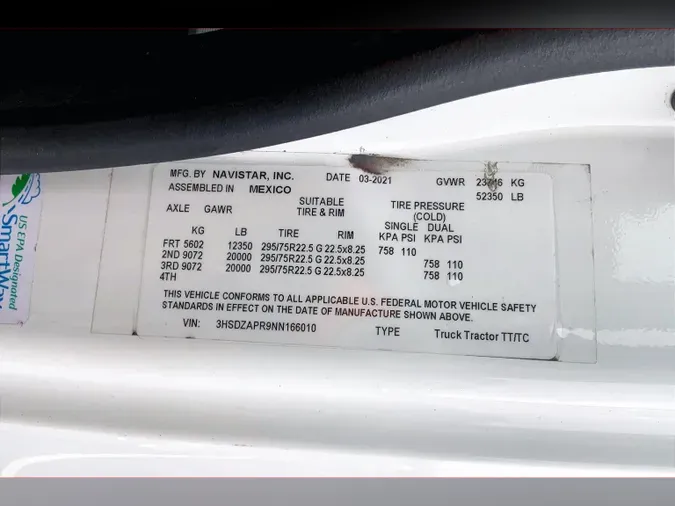 MFG. BY NAVISTAR, INC. DATE 03-2021 GVWR KG
ASSEMBLED IN MEXICO 52350 LB
SUITABLE TIRE PRESSURE
AXLE GAWR TIRE & RIM (COLD)
SINGLE DUAL
KG LB TIRE RIM KPA PSI KPA PSI
FRT 5602 12350 295/75R22.5 G 22.5x8.25 758 110
2ND 9072 20000 295/75R22.5 G 22.5x8.25 758 110
3RD 9072 20000 295/75R22.5 G 22.5x8.25 758 110
4TH
THIS VEHICLE CONFORMS TO ALL APPLICABLE U.S. FEDERAL MOTOR VEHICLE SAFETY
STANDARDS IN EFFECT ON THE DATE OF MANUFACTURE SHOWN ABOVE.
VIN: 3HSDZAPR9NN166010 TYPE Truck Tractor TT/TC
US EPA Designated